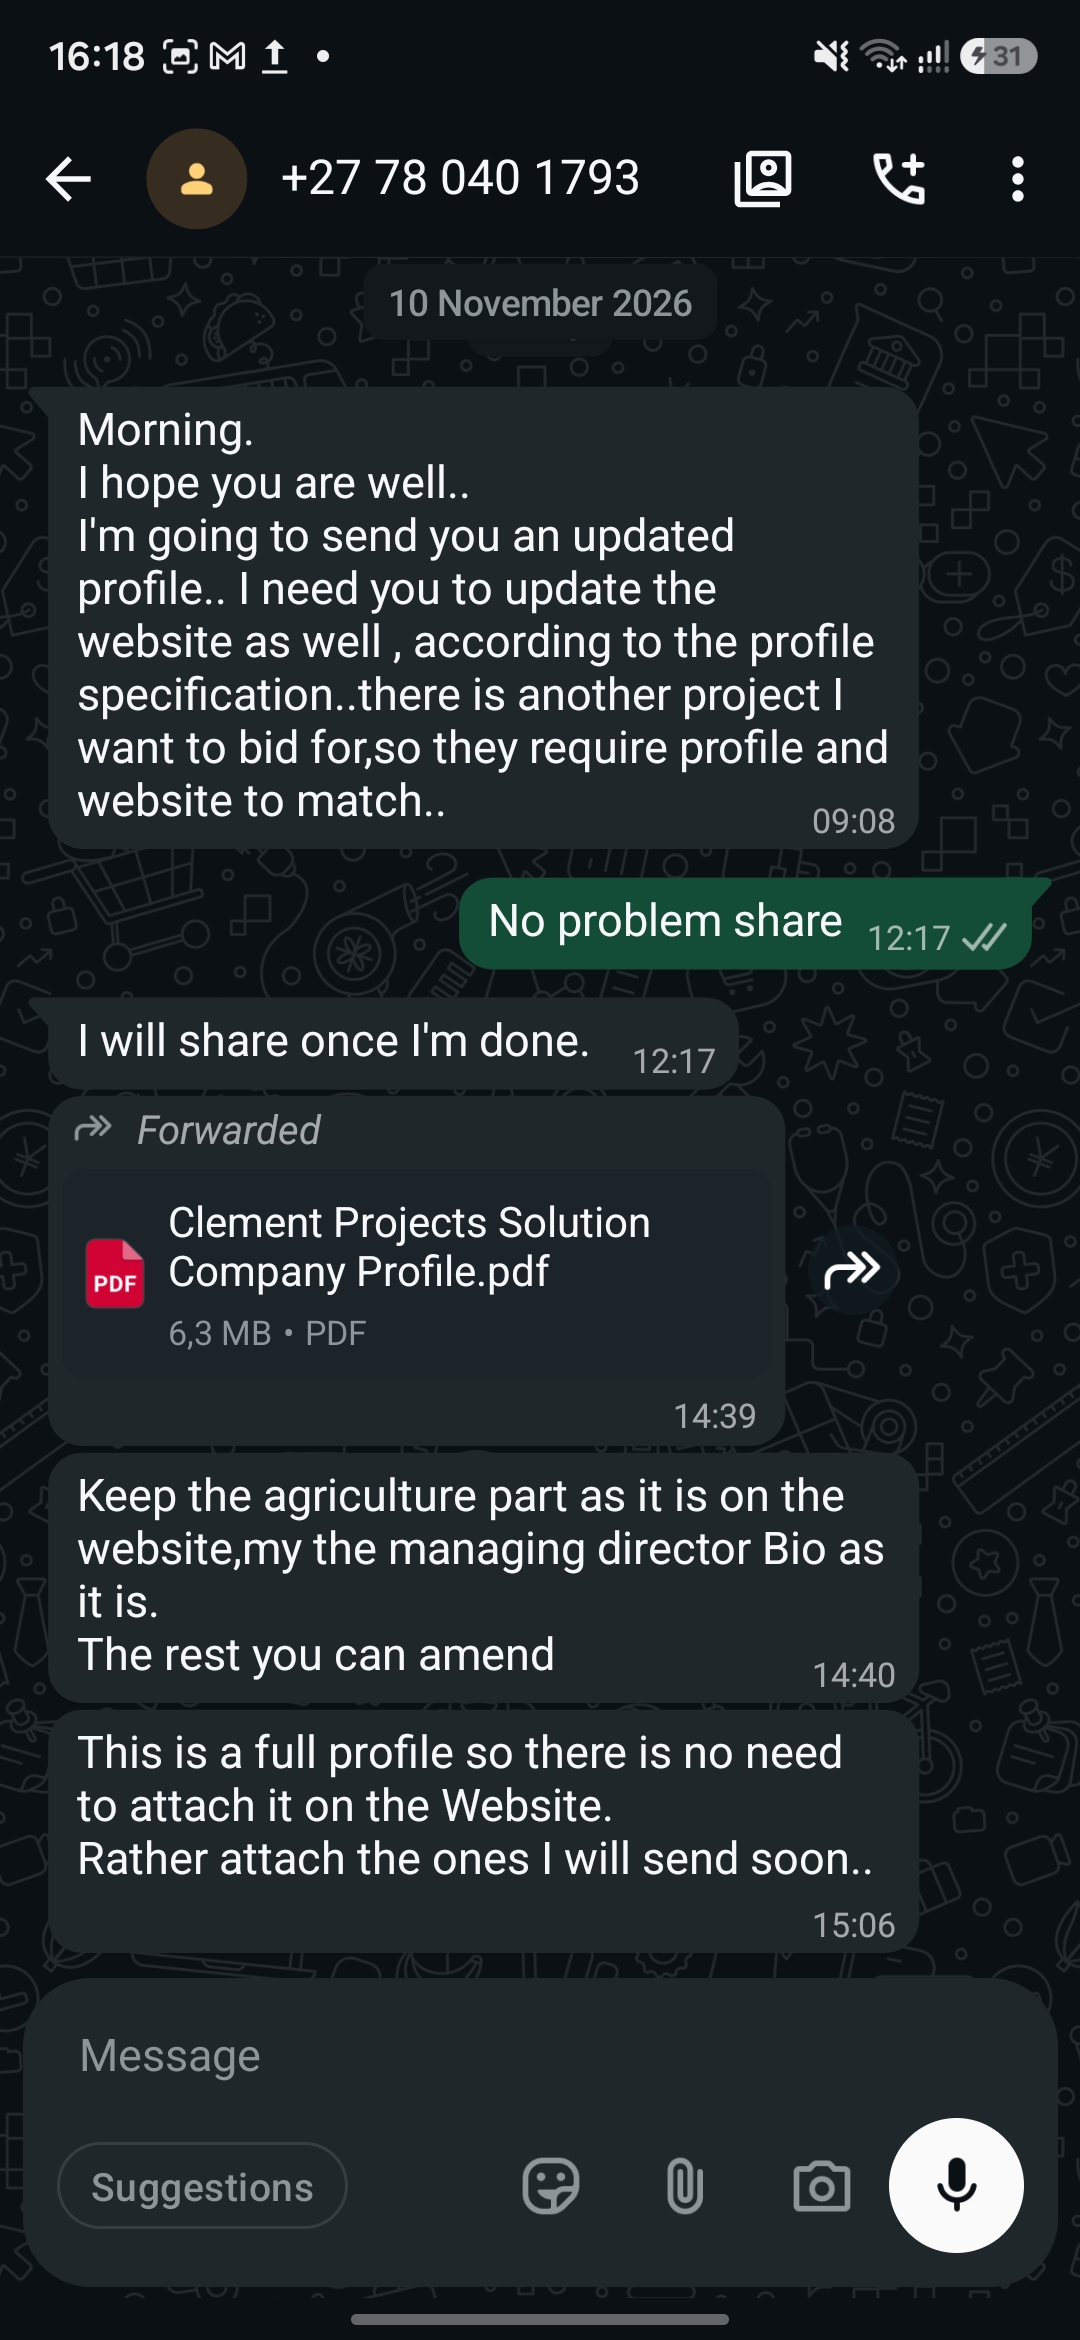 16:18
31
+27 78 040 1793
10 November 2026
Morning.
I hope you are well..
I'm going to send you an updated
profile.. I need you to update the
website as well , according to the profile
specification..there is another project I
want to bid for,so they require profile and
website to match..
09:08
No problem share
12:17
I will share once I'm done.
12:17
Forwarded
PDF
Clement Projects Solution
Company Profile.pdf
6,3 MB • PDF
14:39
Keep the agriculture part as it is on the
website,my the managing director Bio as
it is.
The rest you can amend
14:40
This is a full profile so there is no need
to attach it on the Website.
Rather attach the ones I will send soon..
15:06
Message
Suggestions